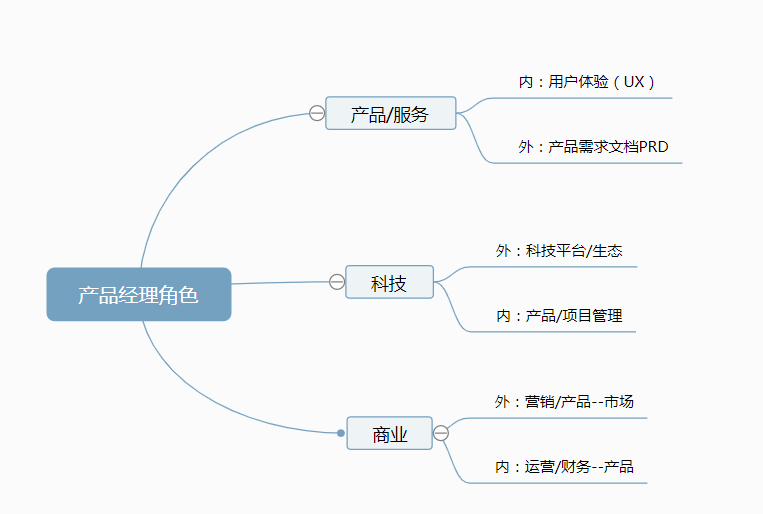 内：用户体验（UX）
产品/服务
外：产品需求文档PRD
外：科技平台/生态
产品经理角色
科技
内：产品/项目管理
外：营销/产品--市场
商业
内：运营/财务--产品